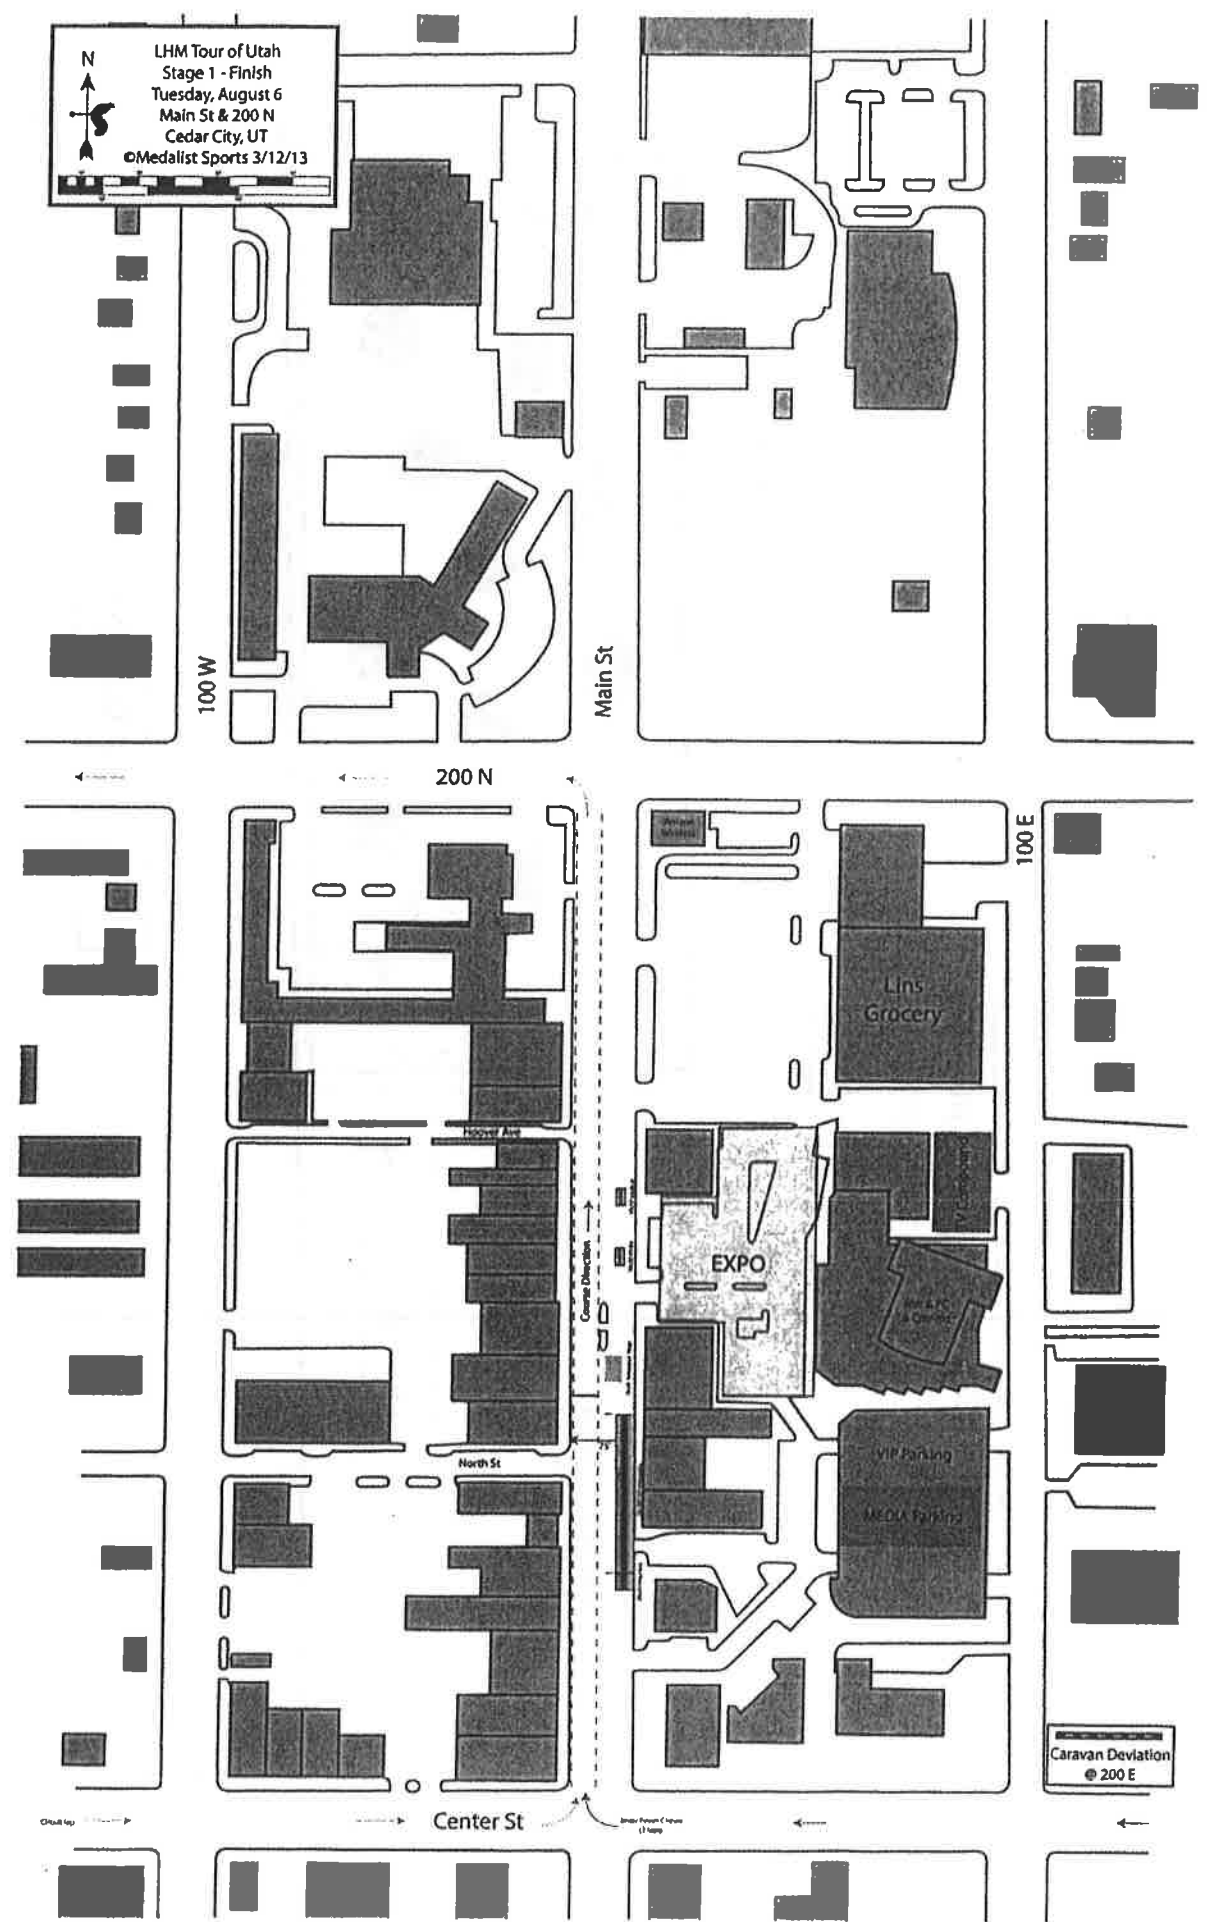 N
LHM Tour of Utah
Stage 1 - Finish
Tuesday, August 6
Main St & 200 N
Cedar City, UT
©Medalist Sports 3/12/13
100 W
Main St
200 N
100 E
Lins
Grocery
Hoover Ave
TV Compound
EXPO
Course Direction
North St
VIP Parking
MEDIA Parking
Caravan Deviation
@ 200 E
Center St